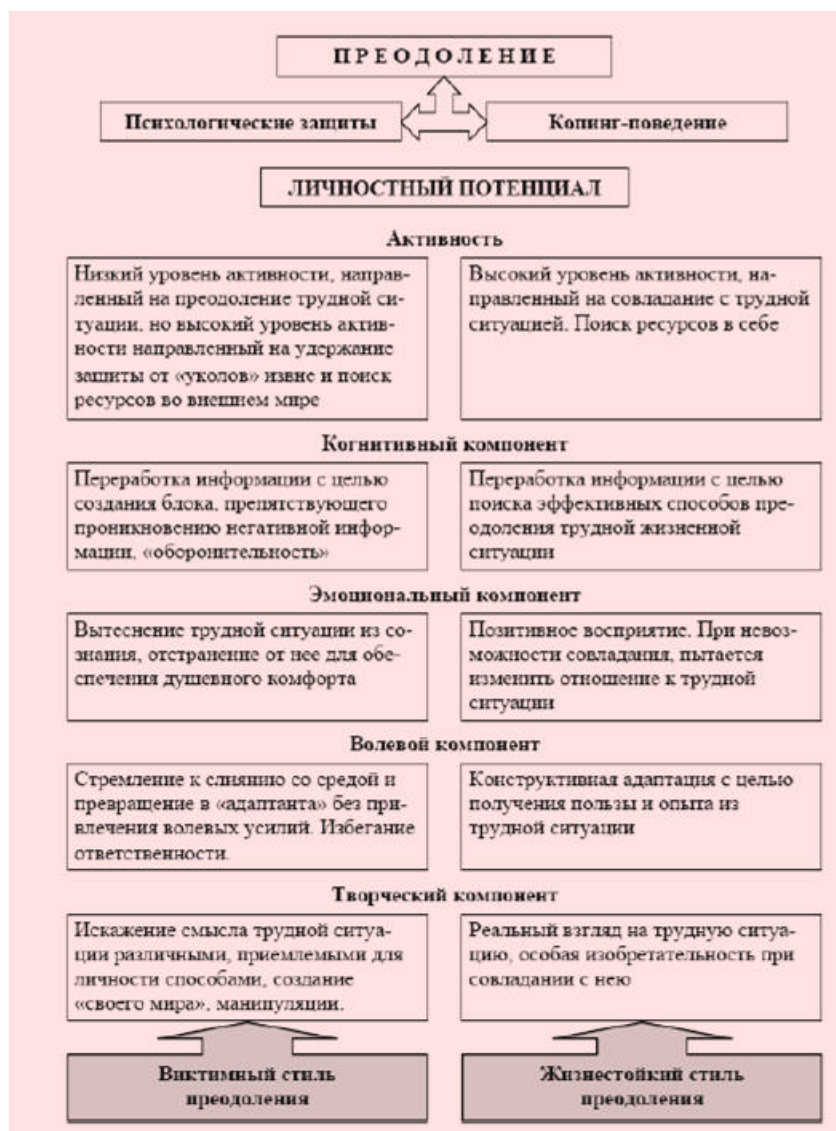 ПРЕОДОЛЕНИЕ
Психологические защиты
Копинг-поведение
ЛИЧНОСТНЫЙ ПОТЕНЦИАЛ
Активность
Низкий уровень активности, направ-
ленный на преодоление трудной си-
туации, но высокий уровень актив-
ности направленный на удержание
защиты от «уколов» извне и поиск
ресурсов во внешнем мире
Высокий уровень активности, на-
правленный на совладание с трудной
ситуацией. Поиск ресурсов в себе
Когнитивный компонент
Переработка информации с целью
создания блока, препятствующего
проникновению негативной инфор-
мации, «оборонительность»
Переработка информации с целью
поиска эффективных способов пре-
одоления трудной жизненной
ситуации
Эмоциональный компонент
Вытеснение трудной ситуации из со-
знания, отстранение от нее для обе-
спечения душевного комфорта
Позитивное восприятие. При невоз-
можности совладания, пытается
изменить отношение к трудной
ситуации
Волевой компонент
Стремление к слиянию со средой и
превращение в «адаптанта» без при-
влечения волевых усилий. Избегание
ответственности.
Конструктивная адаптация с целью
получения пользы и опыта из
трудной ситуации
Творческий компонент
Искажение смысла трудной ситуа-
ции различными, приемлемыми для
личности способами, создание
«своего мира», манипуляции.
Реальный взгляд на трудную ситуа-
цию, особая изобретательность при
совладании с нею
Виктимный стиль
преодоления
Жизнестойкий стиль
преодоления